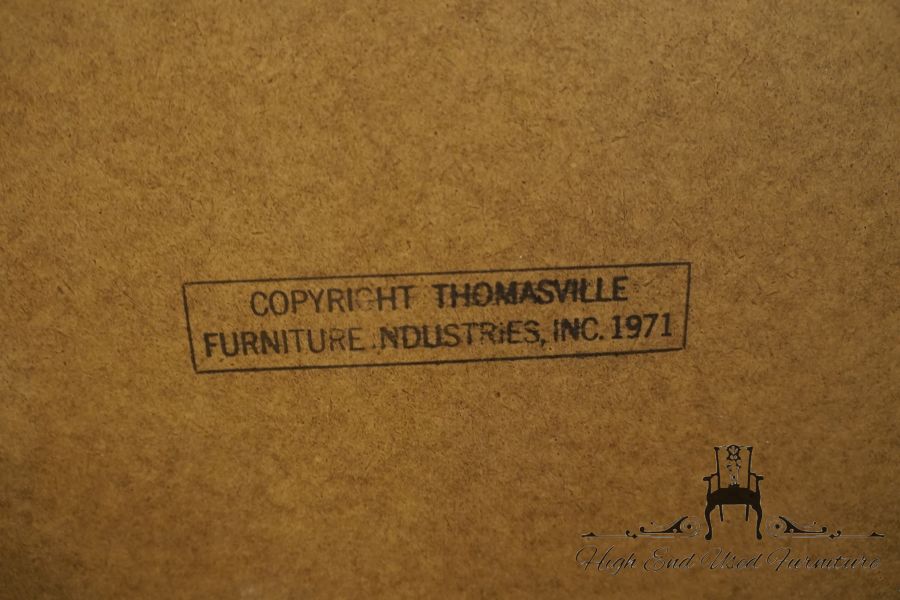 COPYRIGHT THOMASVILLE
FURNITURE INDUSTRIES, INC. 1971
High End Used Furniture